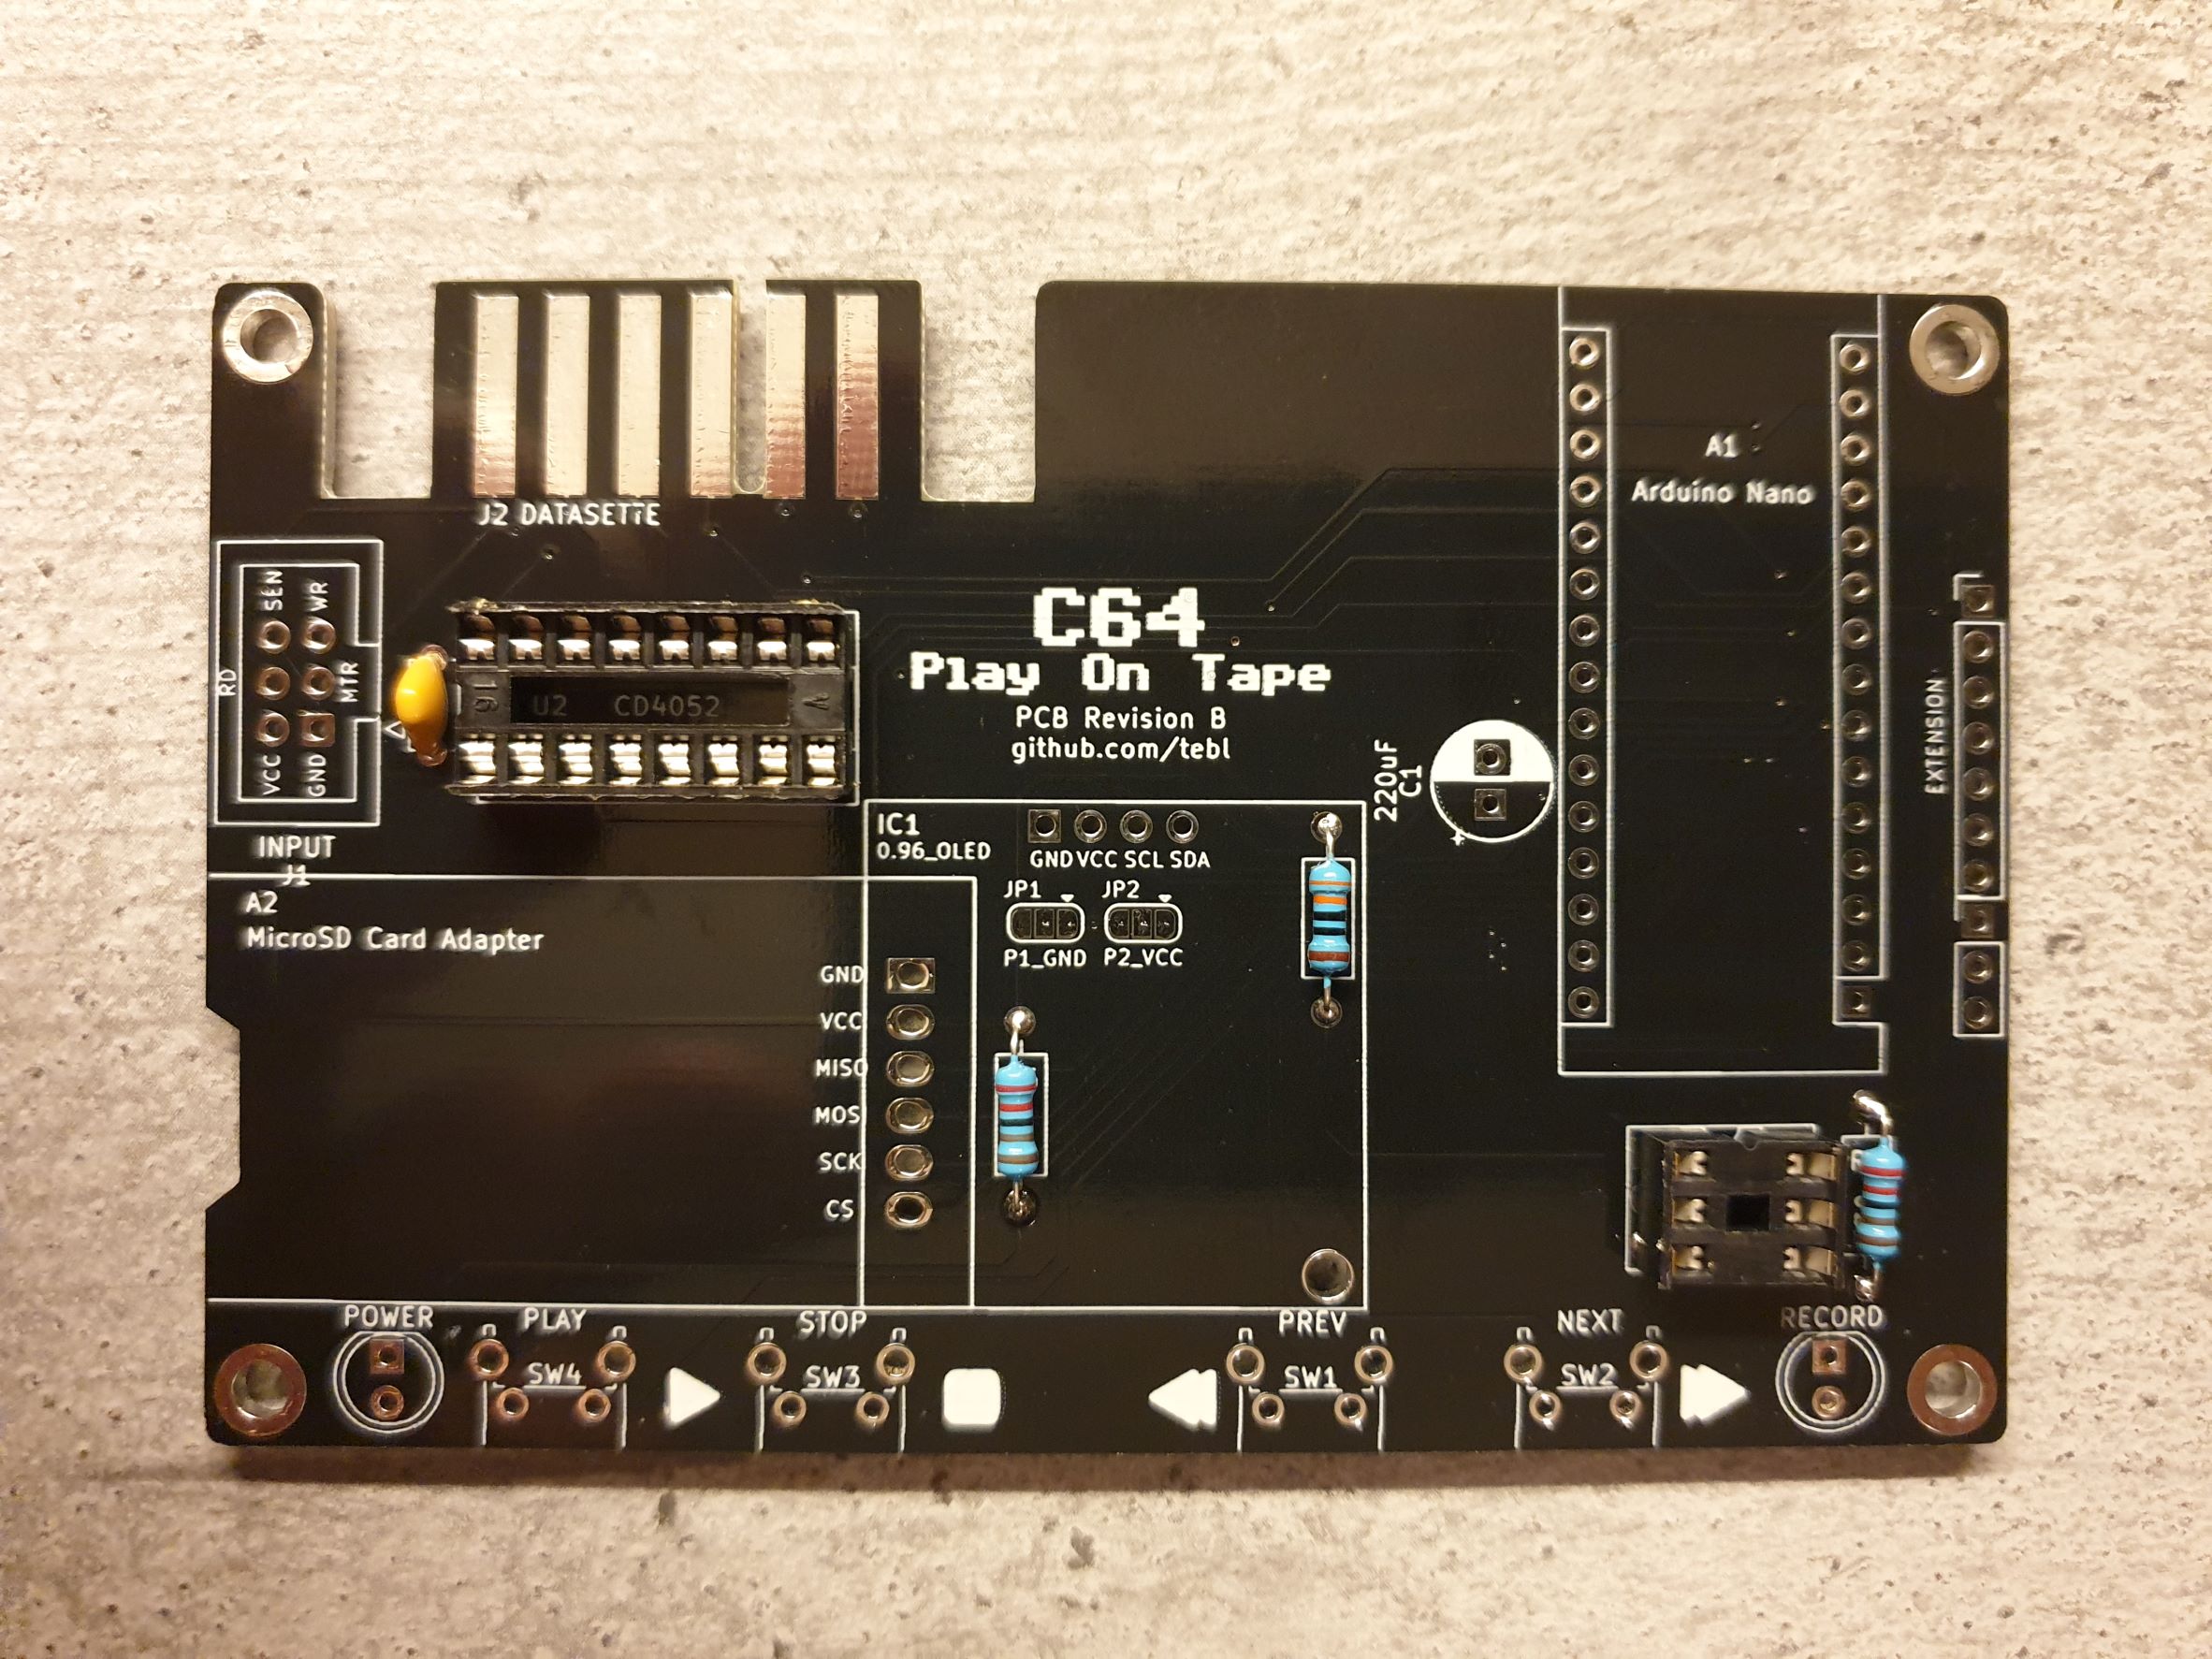 A1
Arduino Nano
J2 DATASETTE
SEN
WR
RD
MTR
VCC
GND
INPUT
J1
16
U2 CD4052
C64
Play On Tape
PCB Revision B
github.com/tebl
220uF
C1
+
EXTENSION
IC1
0.96_OLED
GND VCC SCL SDA
JP1 JP2
P1_GND P2_VCC
A2
MicroSD Card Adapter
GND
VCC
MISO
MOS
SCK
CS
POWER
PLAY
SW4
STOP
SW3
PREV
SW1
NEXT
SW2
RECORD